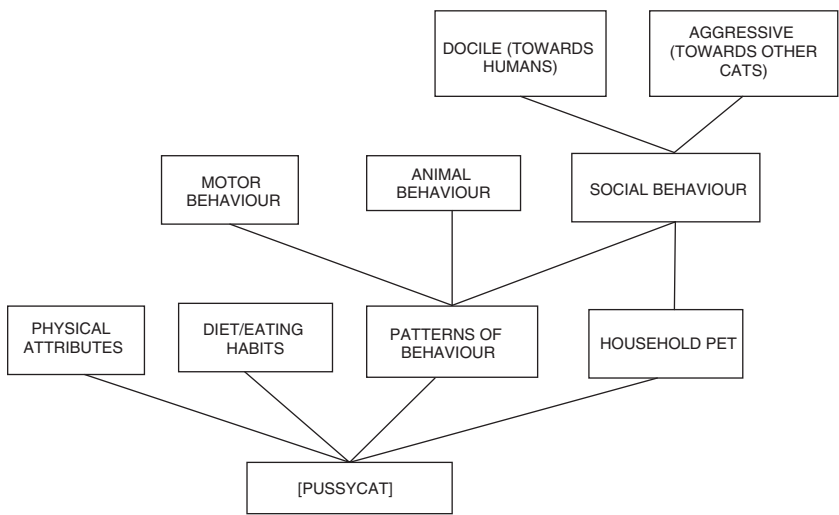 DOCILE (TOWARDS
HUMANS)
AGGRESSIVE
(TOWARDS OTHER
CATS)
MOTOR
BEHAVIOUR
ANIMAL
BEHAVIOUR
SOCIAL BEHAVIOUR
PHYSICAL
ATTRIBUTES
DIET/EATING
HABITS
PATTERNS OF
BEHAVIOUR
HOUSEHOLD PET
[PUSSYCAT]